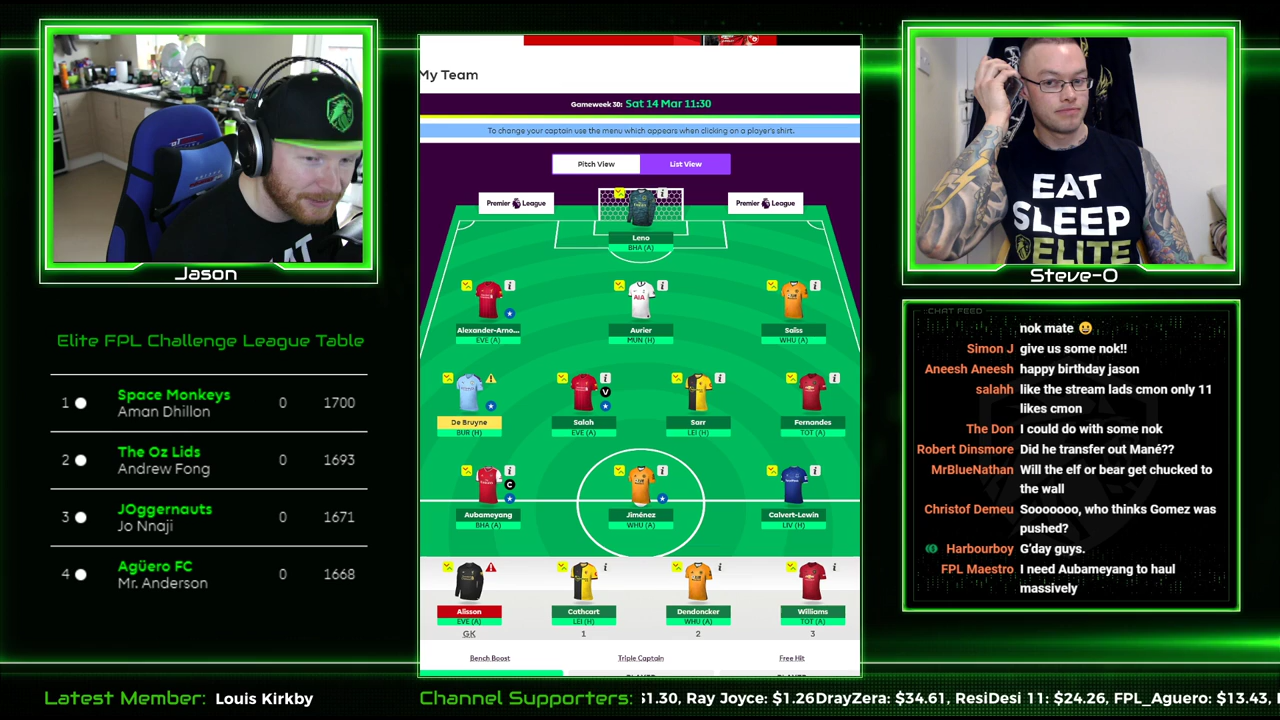 My Team
Gameweek 30: Sat 14 Mar 11:30
To change your captain use the menu which appears when clicking on a player's shirt.
Pitch View
List View
Premier League
Premier League
Leno
BHA (A)
AIA
Alexander-Arno...
EVE (A)
Aurier
MUN (H)
Saïss
WHU (A)
V
De Bruyne
BUR (H)
Salah
EVE (A)
Sarr
LEI (H)
Fernandes
TOT (A)
C
Aubameyang
BHA (A)
Jiménez
WHU (A)
Calvert-Lewin
LIV (H)
Alisson
EVE (A)
Cathcart
LEI (H)
Dendoncker
WHU (A)
Williams
TOT (A)
GK
1
2
3
Bench Boost
Triple Captain
Free Hit
Jason
Elite FPL Challenge League Table
1 Space Monkeys 0 1700
Aman Dhillon
2 The Oz Lids 0 1693
Andrew Fong
3 JOggernauts 0 1671
Jo Nnaji
4 Agüero FC 0 1668
Mr. Anderson
EAT
SLEEP
ELITE
Steve-O
CHAT FEED
nok mate 😀
Simon J give us some nok!!
Aneesh Aneesh happy birthday jason
salahh like the stream lads cmon only 11
likes cmon
The Don I could do with some nok
Robert Dinsmore Did he transfer out Mané??
MrBlueNathan Will the elf or bear get chucked to
the wall
Christof Demeu Sooooooo, who thinks Gomez was
pushed?
Harbourboy G'day guys.
FPL Maestro I need Aubameyang to haul
massively
Latest Member: Louis Kirkby
Channel Supporters: $1.30, Ray Joyce: $1.26DrayZera: $34.61, ResiDesi 11: $24.26, FPL_Aguero: $13.43,